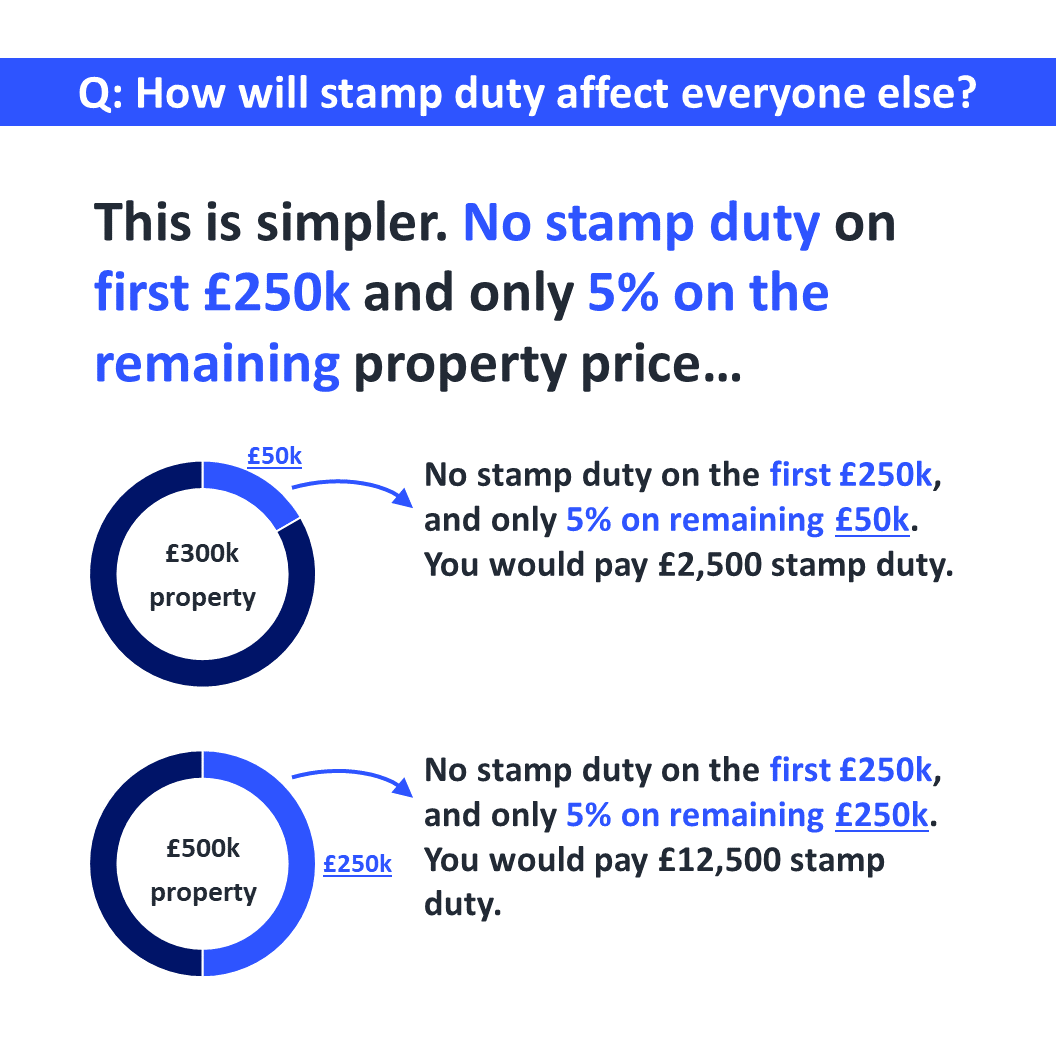 Q: How will stamp duty affect everyone else?
This is simpler. No stamp duty on
first £250k and only 5% on the
remaining property price...
£50k
£300k
property
No stamp duty on the first £250k,
and only 5% on remaining £50k.
You would pay £2,500 stamp duty.
£500k
property
£250k
No stamp duty on the first £250k,
and only 5% on remaining £250k.
You would pay £12,500 stamp
duty.